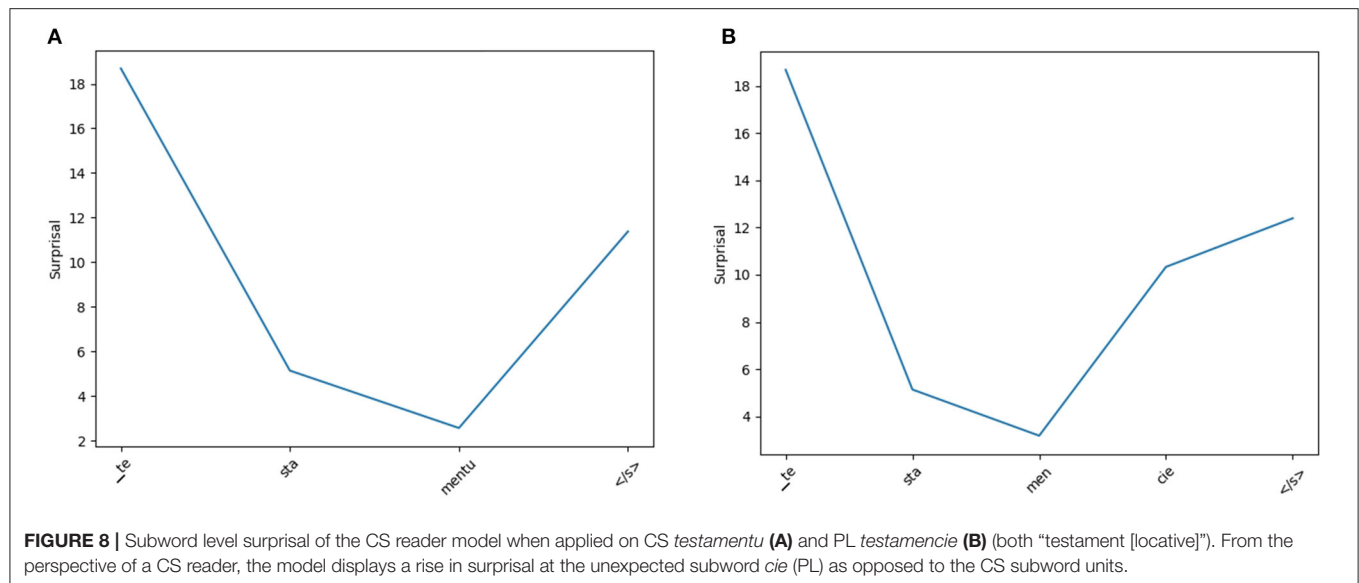 A
18
16
14
12
10
8
6
4
2
Surprisal
_te
sta
mentu
</s>
B
18
16
14
12
10
8
6
4
Surprisal
_te
sta
men
cie
</s>
FIGURE 8 | Subword level surprisal of the CS reader model when applied on CS testamentu (A) and PL testamencie (B) (both “testament [locative]”). From the
perspective of a CS reader, the model displays a rise in surprisal at the unexpected subword cie (PL) as opposed to the CS subword units.